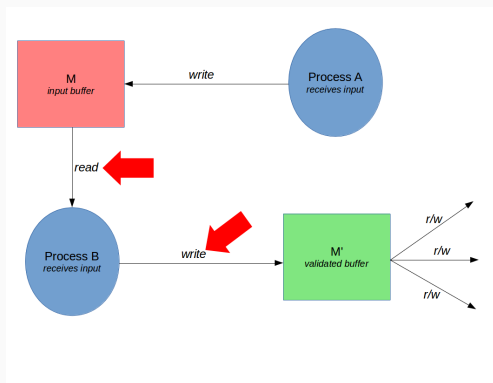 M
input buffer
write
Process A
receives input
read
Process B
receives input
write
M'
validated buffer
r/w
r/w
r/w